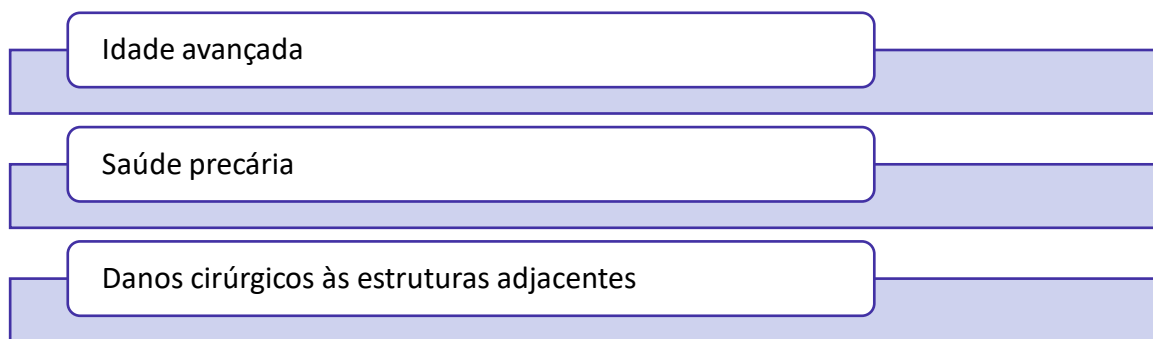 Idade avançada
Saúde precária
Danos cirúrgicos às estruturas adjacentes